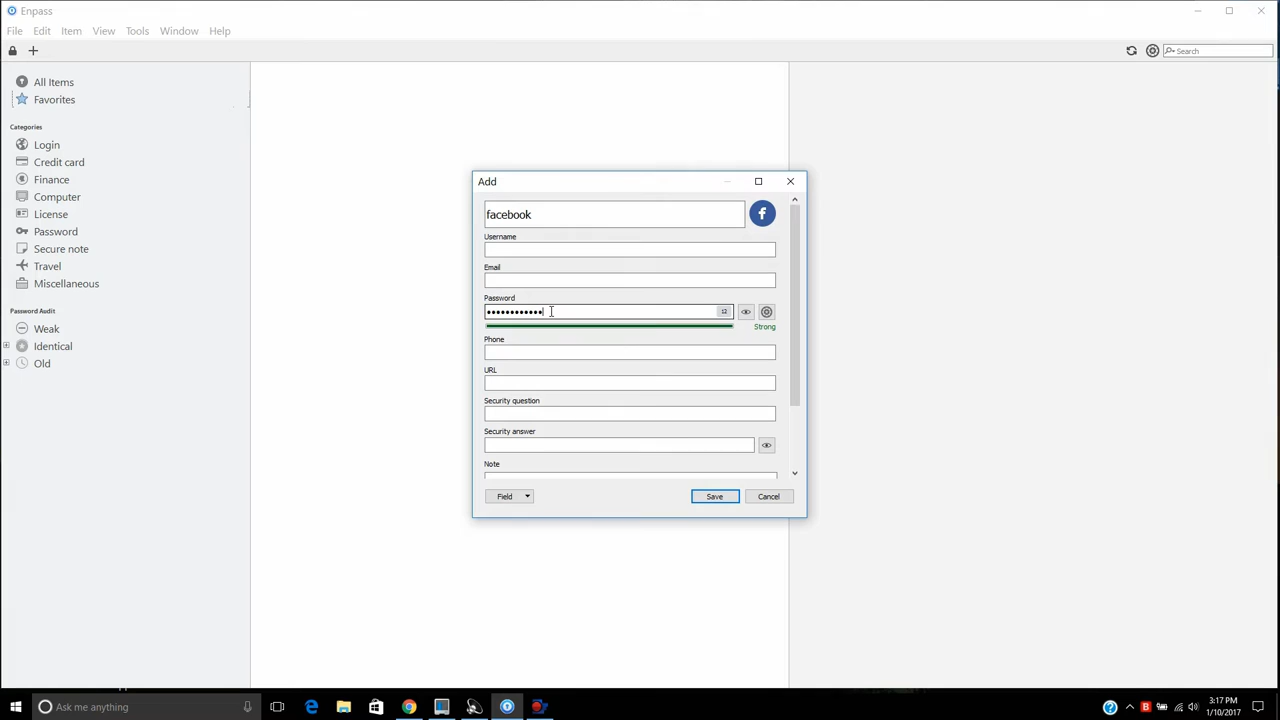 Enpass
File Edit Item View Tools Window Help
Search
All Items
Favorites
Categories
Login
Credit card
Finance
Computer
License
Password
Secure note
Travel
Miscellaneous
Password Audit
Weak
Identical
Old
Add
facebook
f
Username
Email
Password
•••••••••••• 12
Strong
Phone
URL
Security question
Security answer
Note
Field Save Cancel
Ask me anything
3:17 PM
1/10/2017